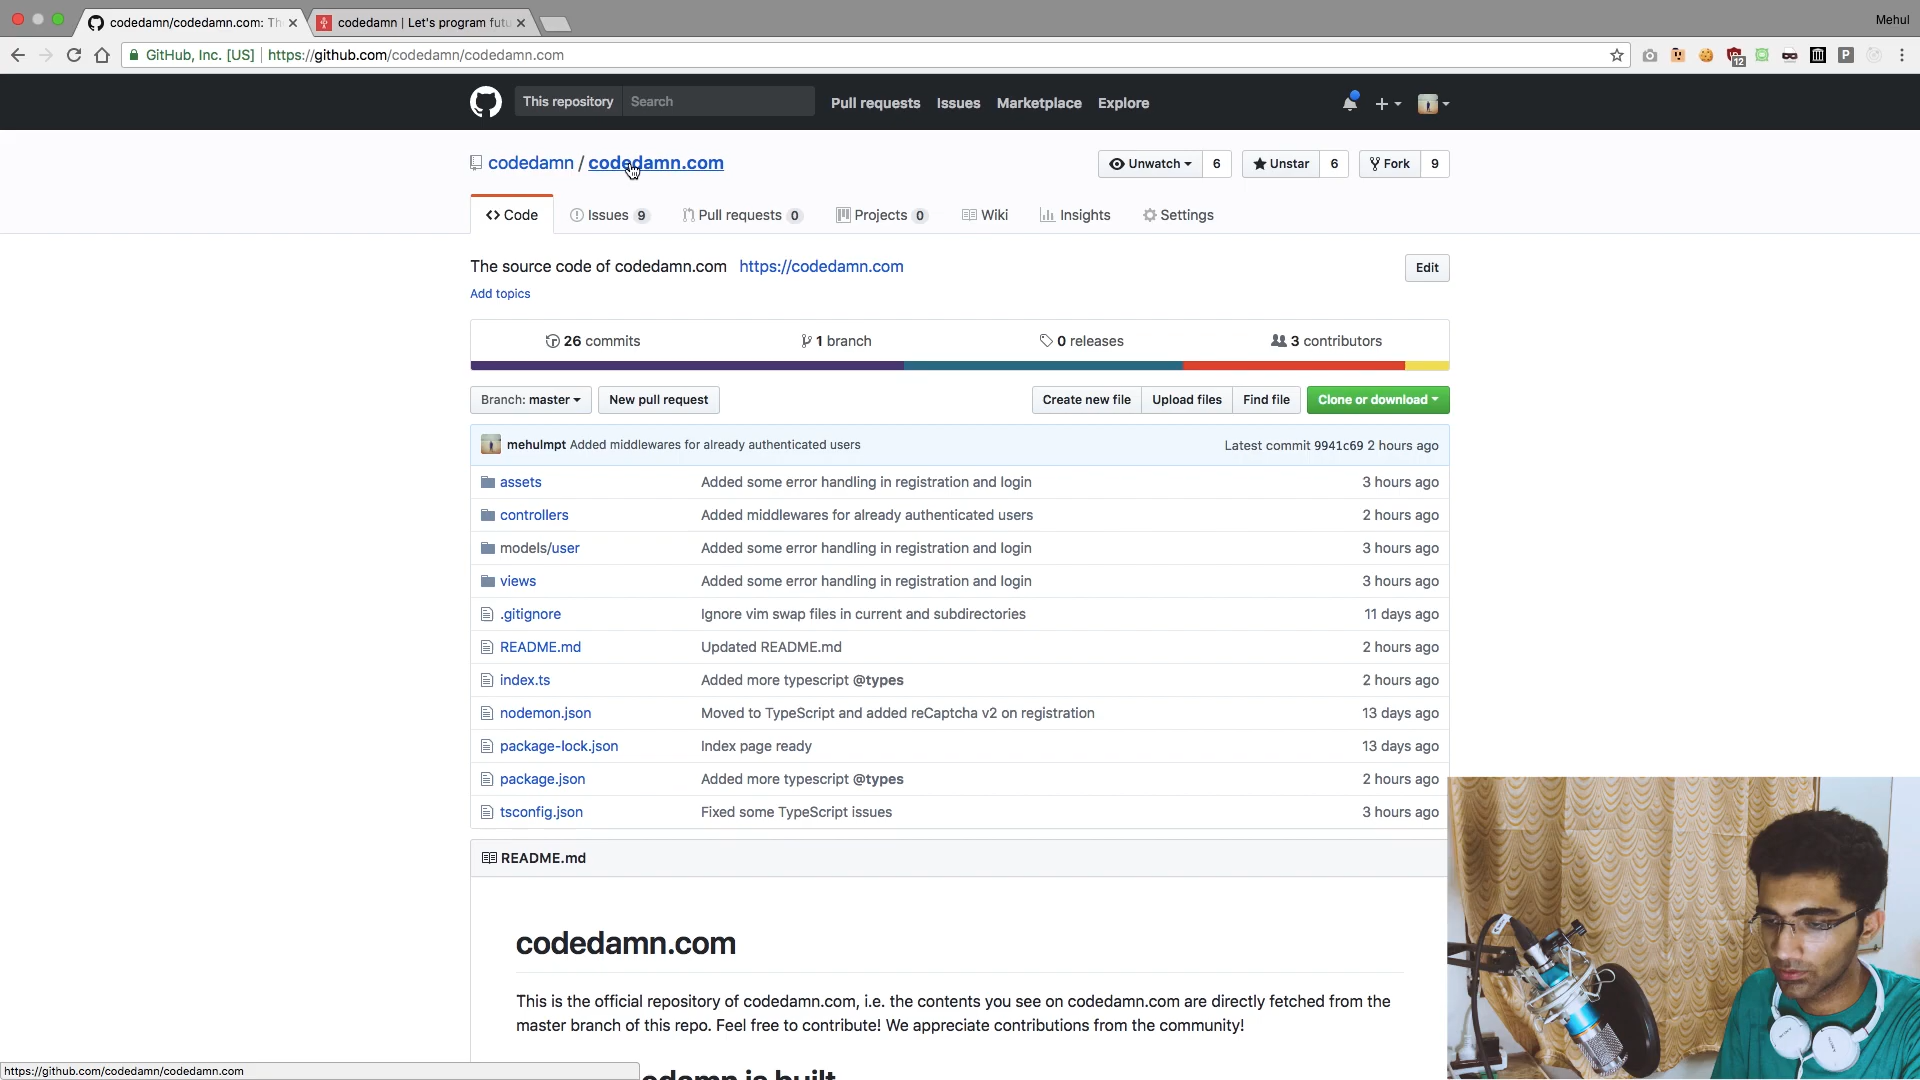 codedamn/codedamn.com: Th
codedamn | Let's program futu
Mehul
GitHub, Inc. [US] | https://github.com/codedamn/codedamn.com
12
This repository Search Pull requests Issues Marketplace Explore
codedamn / codedamn.com Unwatch 6 Unstar 6 Fork 9
Code Issues 9 Pull requests 0 Projects 0 Wiki Insights Settings
The source code of codedamn.com https://codedamn.com Edit
Add topics
26 commits 1 branch 0 releases 3 contributors
Branch: master New pull request Create new file Upload files Find file Clone or download
mehulmpt Added middlewares for already authenticated users Latest commit 9941c69 2 hours ago
assets Added some error handling in registration and login 3 hours ago
controllers Added middlewares for already authenticated users 2 hours ago
models/user Added some error handling in registration and login 3 hours ago
views Added some error handling in registration and login 3 hours ago
.gitignore Ignore vim swap files in current and subdirectories 11 days ago
README.md Updated README.md 2 hours ago
index.ts Added more typescript @types 2 hours ago
nodemon.json Moved to TypeScript and added reCaptcha v2 on registration 13 days ago
package-lock.json Index page ready 13 days ago
package.json Added more typescript @types 2 hours ago
tsconfig.json Fixed some TypeScript issues 3 hours ago
README.md
codedamn.com
This is the official repository of codedamn.com, i.e. the contents you see on codedamn.com are directly fetched from the
master branch of this repo. Feel free to contribute! We appreciate contributions from the community!
https://github.com/codedamn/codedamn.com
odamn is built